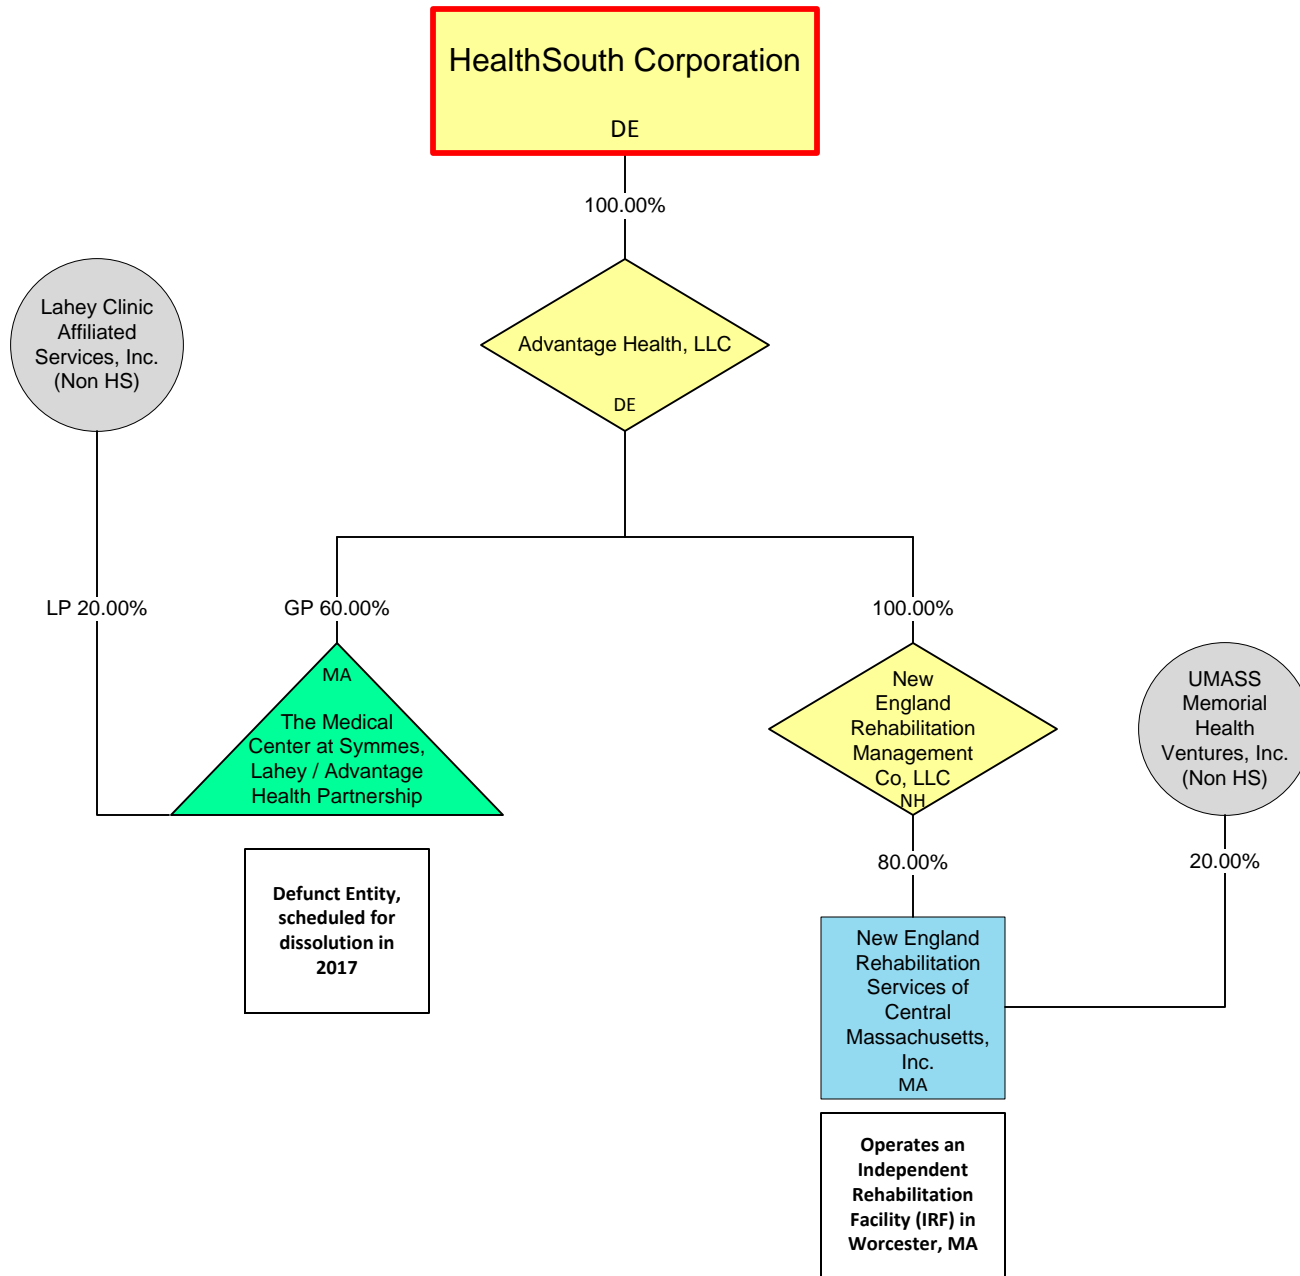 HealthSouth Corporation
DE
100.00%
Lahey Clinic
Affiliated
Services, Inc.
(Non HS)
Advantage Health, LLC
DE
LP 20.00%
GP 60.00%
100.00%
MA
The Medical
Center at Symmes,
Lahey / Advantage
Health Partnership
New
England
Rehabilitation
Management
Co, LLC
NH
UMASS
Memorial
Health
Ventures, Inc.
(Non HS)
80.00%
20.00%
Defunct Entity,
scheduled for
dissolution in
2017
New England
Rehabilitation
Services of
Central
Massachusetts,
Inc.
MA
Operates an
Independent
Rehabilitation
Facility (IRF) in
Worcester, MA